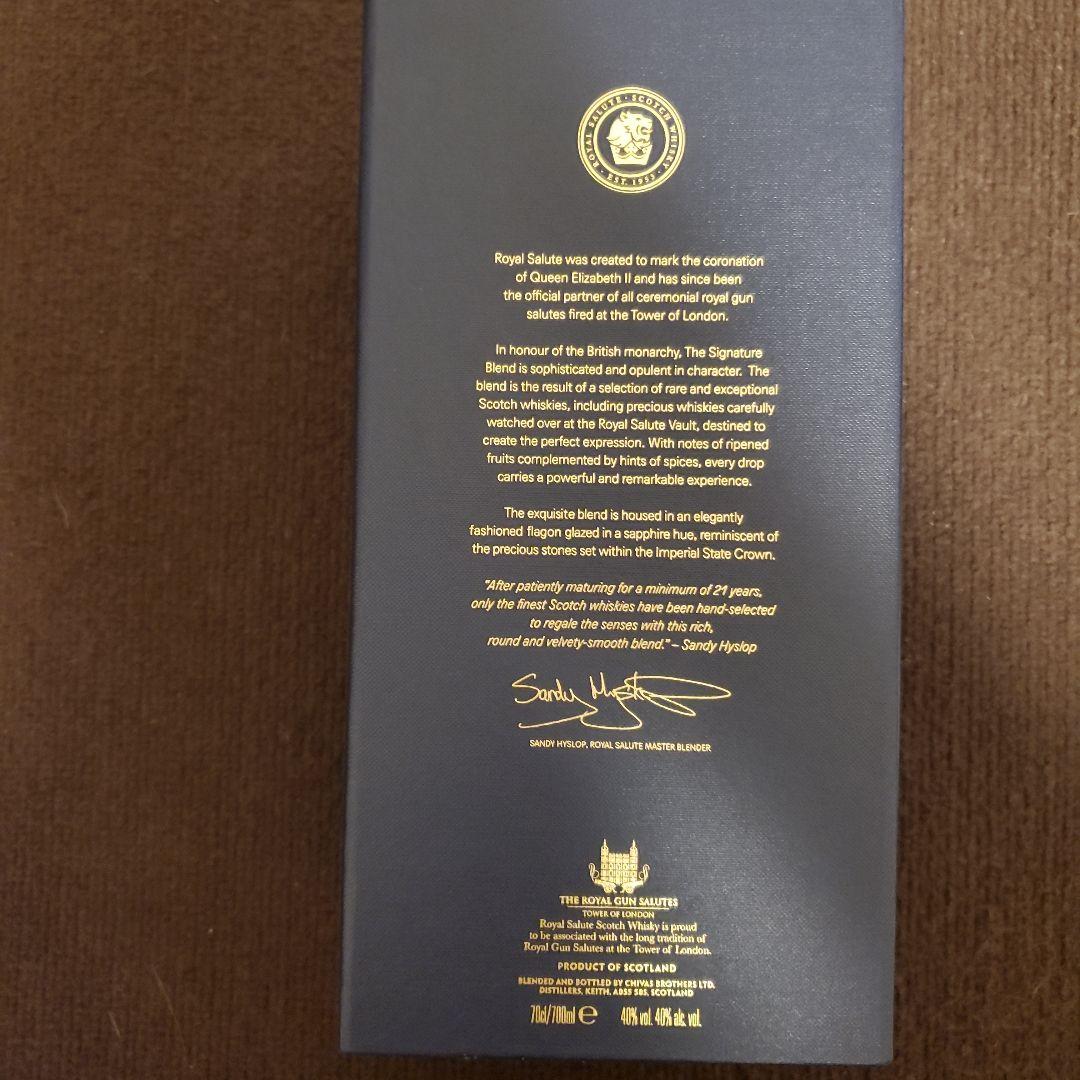 ROYAL SALUTE · SCOTCH WHISKY
· EST. 1953 ·
Royal Salute was created to mark the coronation
of Queen Elizabeth II and has since been
the official partner of all ceremonial royal gun
salutes fired at the Tower of London.
In honour of the British monarchy, The Signature
Blend is sophisticated and opulent in character. The
blend is the result of a selection of rare and exceptional
Scotch whiskies, including precious whiskies carefully
watched over at the Royal Salute Vault, destined to
create the perfect expression. With notes of ripened
fruits complemented by hints of spices, every drop
carries a powerful and remarkable experience.
The exquisite blend is housed in an elegantly
fashioned flagon glazed in a sapphire hue, reminiscent of
the precious stones set within the Imperial State Crown.
"After patiently maturing for a minimum of 21 years,
only the finest Scotch whiskies have been hand-selected
to regale the senses with this rich,
round and velvety-smooth blend." – Sandy Hyslop
Sandy Hyslop
SANDY HYSLOP, ROYAL SALUTE MASTER BLENDER
THE ROYAL GUN SALUTES
TOWER OF LONDON
Royal Salute Scotch Whisky is proud
to be associated with the long tradition of
Royal Gun Salutes at the Tower of London.
PRODUCT OF SCOTLAND
BLENDED AND BOTTLED BY CHIVAS BROTHERS LTD.
DISTILLERS, KEITH, AB55 5BS, SCOTLAND
70cl/700ml e 40% vol. 40% alc. vol.